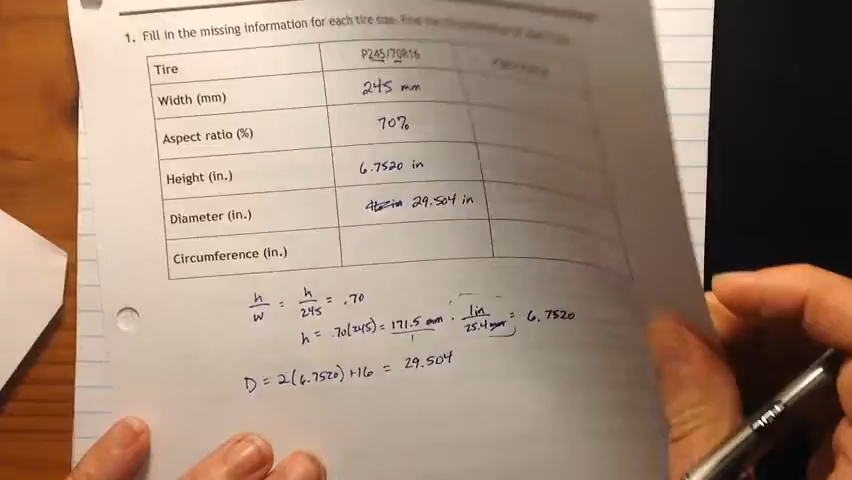 1. Fill in the missing information for each tire size.
Tire P245/70R16
Width (mm) 245 mm
Aspect ratio (%) 70%
Height (in.) 6.7520 in
Diameter (in.) 29.504 in
Circumference (in.)
h/w = h/245 = .70
h = .70(245) = 171.5 mm/1 · 1in/25.4mm = 6.7520
D = 2(6.7520) +16 = 29.504